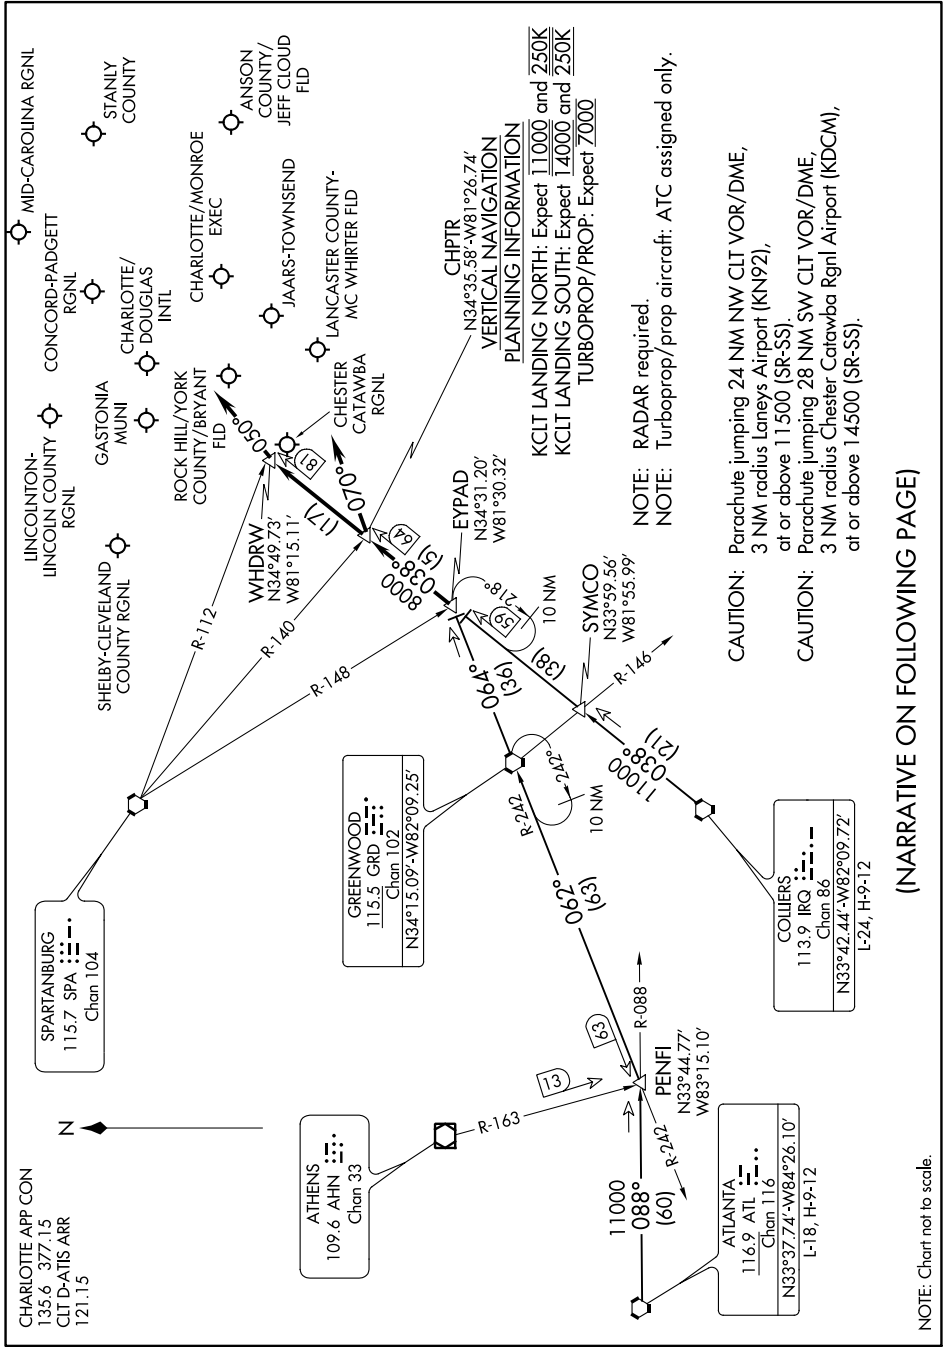 CHARLOTTE APP CON
135.6 377.15
CLT D-ATIS ARR
121.15
N
SPARTANBURG
115.7 SPA
Chan 104
R-112
R-140
R-148
LINCOLNTON-
LINCOLN COUNTY
RGNL
MID-CAROLINA RGNL
CONCORD-PADGETT
RGNL
STANLY
COUNTY
GASTONIA
MUNI
CHARLOTTE/
DOUGLAS
INTL
SHELBY-CLEVELAND
COUNTY RGNL
CHARLOTTE/MONROE
EXEC
ANSON
COUNTY/
JEFF CLOUD
FLD
ROCK HILL/YORK
COUNTY/BRYANT
FLD
JAARS-TOWNSEND
LANCASTER COUNTY-
MC WHIRTER FLD
CHESTER
CATAWBA
RGNL
050°
WHDRW
N34°49.73'
W81°15.11'
81
(17)
070°
64
CHPTR
N34°35.58'-W81°26.74'
VERTICAL NAVIGATION
PLANNING INFORMATION
KCLT LANDING NORTH: Expect 11000 and 250K
KCLT LANDING SOUTH: Expect 14000 and 250K
TURBOPROP/PROP: Expect 7000
8000
038°
(5)
EYPAD
N34°31.20'
W81°30.32'
59
218°
10 NM
064°
(36)
(38)
SYMCO
N33°59.56'
W81°55.99'
R-146
GREENWOOD
115.5 GRD
Chan 102
N34°15.09'-W82°09.25'
R-242
242°
10 NM
11000
038°
(21)
062°
(63)
COLLIERS
113.9 IRQ
Chan 86
N33°42.44'-W82°09.72'
L-24, H-9-12
ATHENS
109.6 AHN
Chan 33
R-163
13
63
R-088
PENFI
N33°44.77'
W83°15.10'
R-242
11000
088°
(60)
ATLANTA
116.9 ATL
Chan 116
N33°37.74'-W84°26.10'
L-18, H-9-12
NOTE: RADAR required.
NOTE: Turboprop/prop aircraft: ATC assigned only.
CAUTION: Parachute jumping 24 NM NW CLT VOR/DME,
3 NM radius Laneys Airport (KN92),
at or above 11500 (SR-SS).
CAUTION: Parachute jumping 28 NM SW CLT VOR/DME,
3 NM radius Chester Catawba Rgnl Airport (KDCM),
at or above 14500 (SR-SS).
(NARRATIVE ON FOLLOWING PAGE)
NOTE: Chart not to scale.